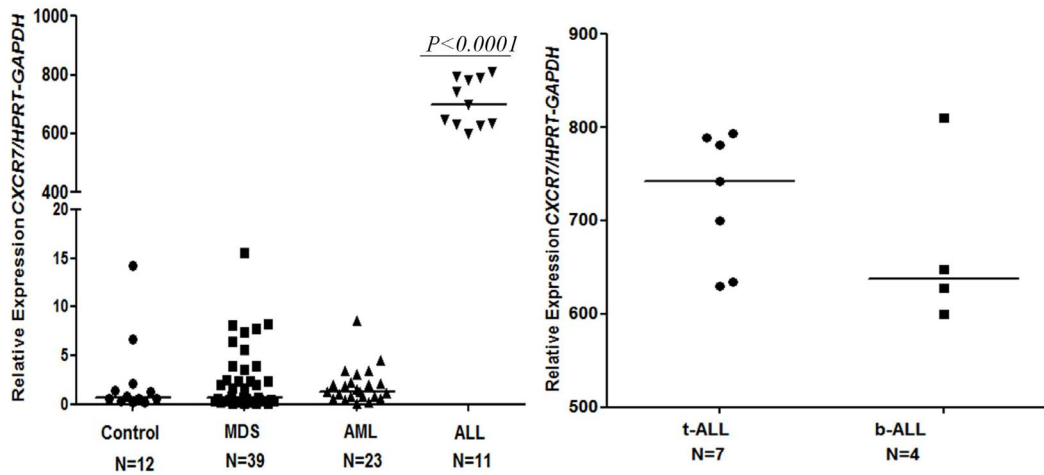 Relative Expression CXCR7/HPRT-GAPDH
1000
800
600
400
20
15
10
5
0
P<0.0001
Control
MDS
AML
ALL
N=12
N=39
N=23
N=11
Relative Expression CXCR7/HPRT-GAPDH
900
800
700
600
500
t-ALL
b-ALL
N=7
N=4